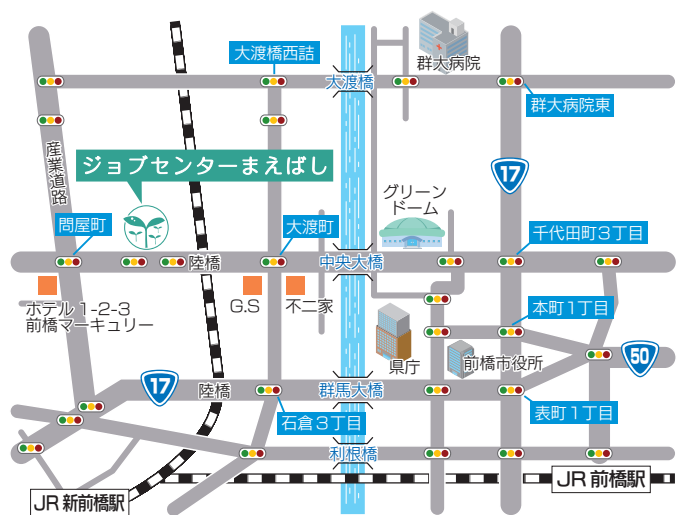 大渡橋西詰
群大病院
大渡橋
群大病院東
産業道路
ジョブセンターまえばし
17
グリーン
ドーム
問屋町
大渡町
千代田町3丁目
陸橋
中央大橋
ホテル 1-2-3
前橋マーキュリー
G.S
不二家
本町1丁目
県庁
前橋市役所
50
17
陸橋
群馬大橋
石倉3丁目
表町1丁目
利根橋
JR 新前橋駅
JR 前橋駅